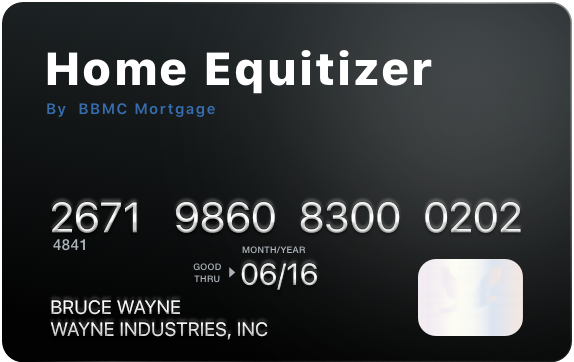 Home Equitizer
By BBMC Mortgage
2671 9860 8300 0202
4841
MONTH/YEAR
GOOD THRU
06/16
BRUCE WAYNE
WAYNE INDUSTRIES, INC